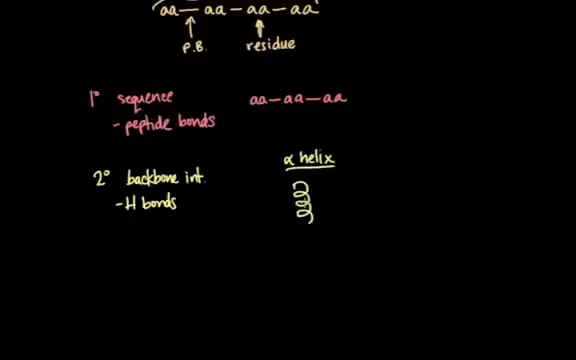 aa — aa — aa — aa
P.B. residue
1° sequence aa — aa — aa
- peptide bonds
α helix
2° backbone int.
- H bonds